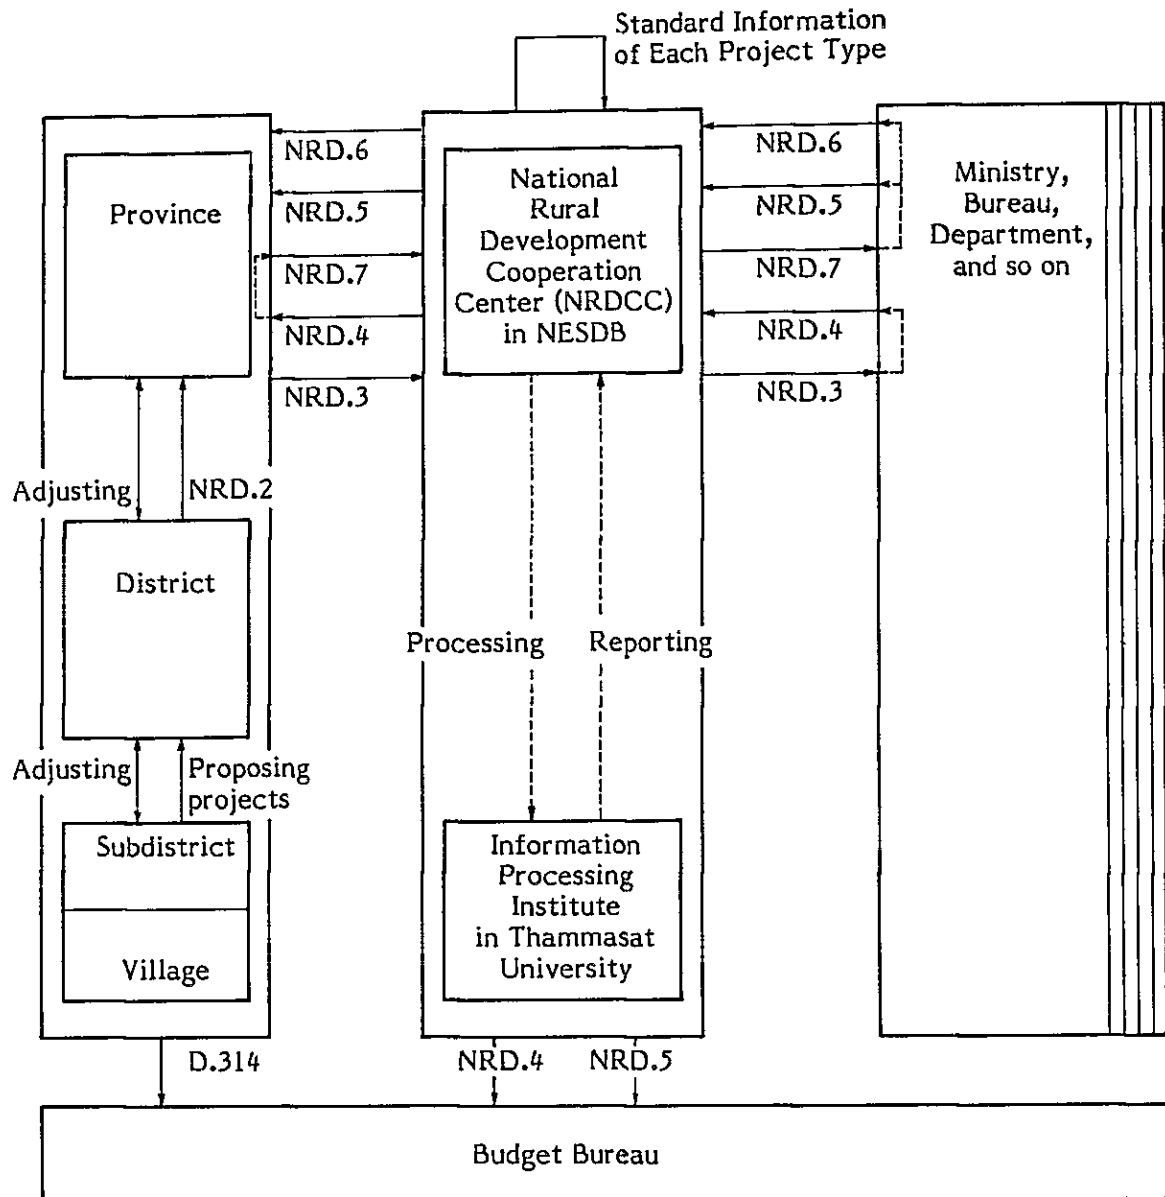 Standard Information
of Each Project Type
NRD.6
NRD.5
NRD.7
NRD.4
NRD.3
Province
National
Rural
Development
Cooperation
Center (NRDCC)
in NESDB
NRD.6
NRD.5
NRD.7
NRD.4
NRD.3
Ministry,
Bureau,
Department,
and so on
Adjusting
NRD.2
District
Processing
Reporting
Adjusting
Proposing
projects
Subdistrict
Village
Information
Processing
Institute
in Thammasat
University
D.314
NRD.4
NRD.5
Budget Bureau